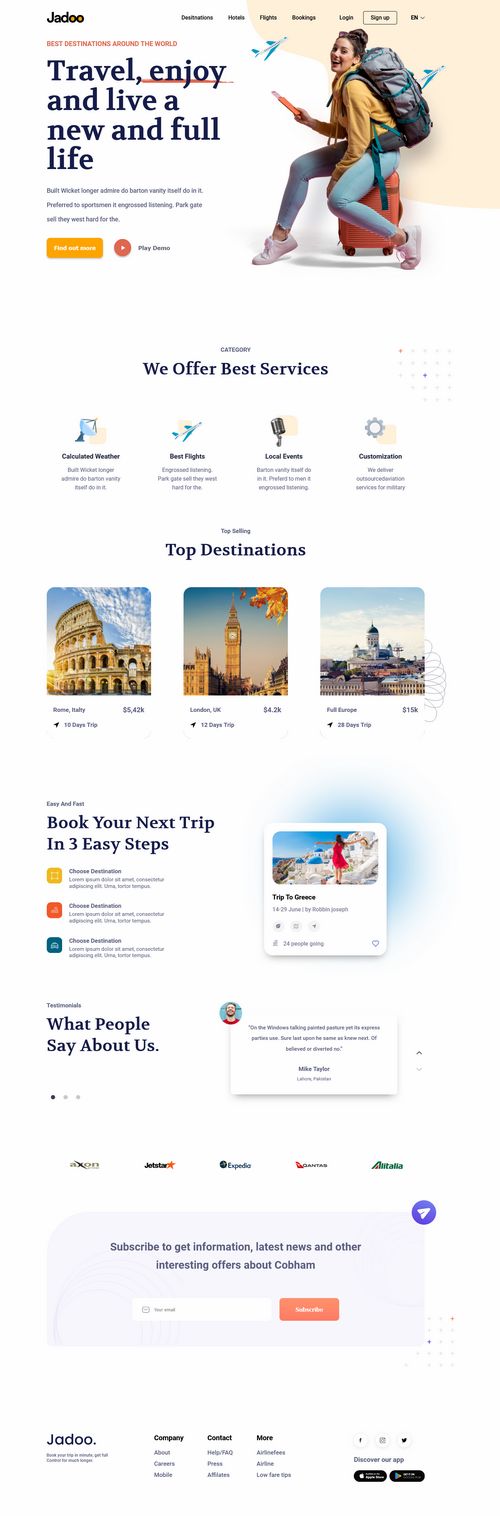 Jadoo
Desitnations Hotels Flights Bookings Login Sign up EN
BEST DESTINATIONS AROUND THE WORLD
Travel, enjoy
and live a
new and full
life
Built Wicket longer admire do barton vanity itself do in it.
Preferred to sportsmen it engrossed listening. Park gate
sell they west hard for the.
Find out more
Play Demo
CATEGORY
We Offer Best Services
Calculated Weather
Built Wicket longer
admire do barton vanity
itself do in it.
Best Flights
Engrossed listening.
Park gate sell they west
hard for the.
Local Events
Barton vanity itself do
in it. Preferd to men it
engrossed listening.
Customization
We deliver
outsourcedaviation
services for military
Top Selling
Top Destinations
Rome, Italty $5,42k
10 Days Trip
London, UK $4.2k
12 Days Trip
Full Europe $15k
28 Days Trip
Easy And Fast
Book Your Next Trip
In 3 Easy Steps
Choose Destination
Lorem ipsum dolor sit amet, consectetur
adipiscing elit. Urna, tortor tempus.
Choose Destination
Lorem ipsum dolor sit amet, consectetur
adipiscing elit. Urna, tortor tempus.
Choose Destination
Lorem ipsum dolor sit amet, consectetur
adipiscing elit. Urna, tortor tempus.
Trip To Greece
14-29 June | by Robbin joseph
24 people going
Testimonials
What People
Say About Us.
"On the Windows talking painted pasture yet its express
parties use. Sure last upon he same as knew next. Of
believed or diverted no."
Mike Taylor
Lahore, Pakistan
axon
Jetstar
Expedia
QANTAS
Alitalia
Subscribe to get information, latest news and other
interesting offers about Cobham
Your email
Subscribe
Jadoo.
Book your trip in minute, get full
Control for much longer.
Company
About
Careers
Mobile
Contact
Help/FAQ
Press
Affilates
More
Airlinefees
Airline
Low fare tips
Discover our app
Google Play
App Store